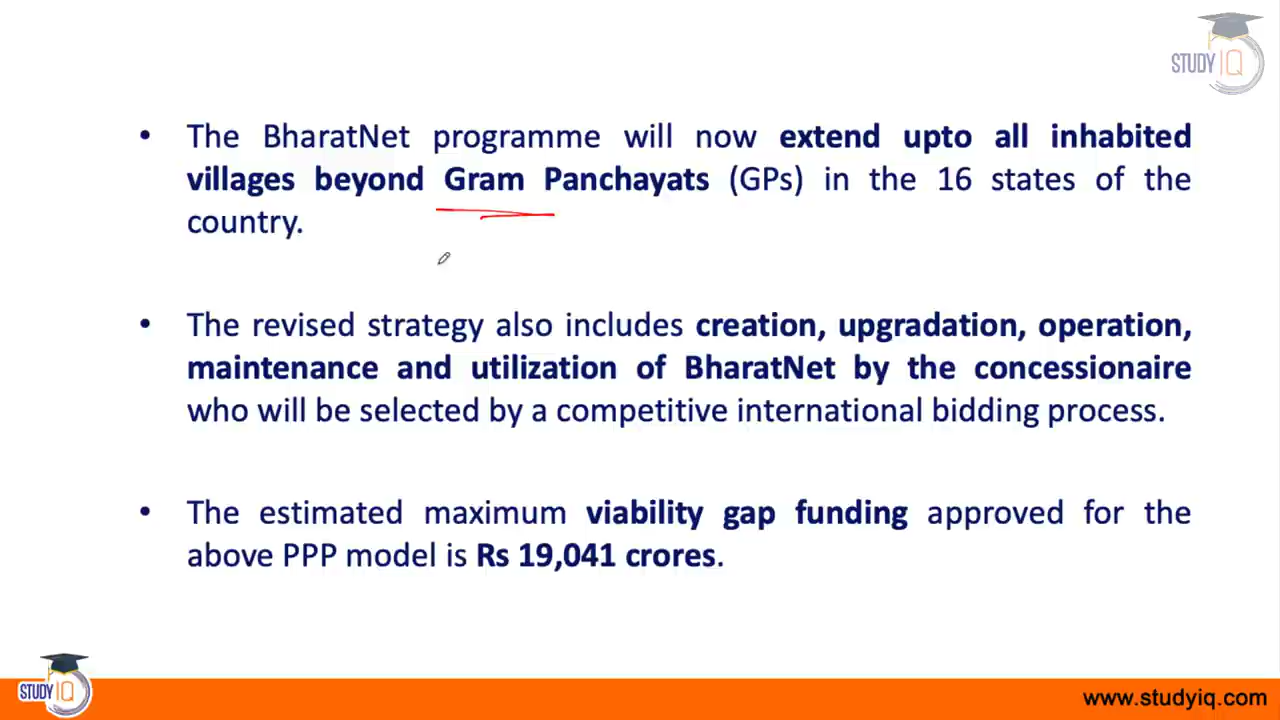 STUDY IQ
• The BharatNet programme will now extend upto all inhabited
villages beyond Gram Panchayats (GPs) in the 16 states of the
country.
• The revised strategy also includes creation, upgradation, operation,
maintenance and utilization of BharatNet by the concessionaire
who will be selected by a competitive international bidding process.
• The estimated maximum viability gap funding approved for the
above PPP model is Rs 19,041 crores.
STUDY IQ
www.studyiq.com